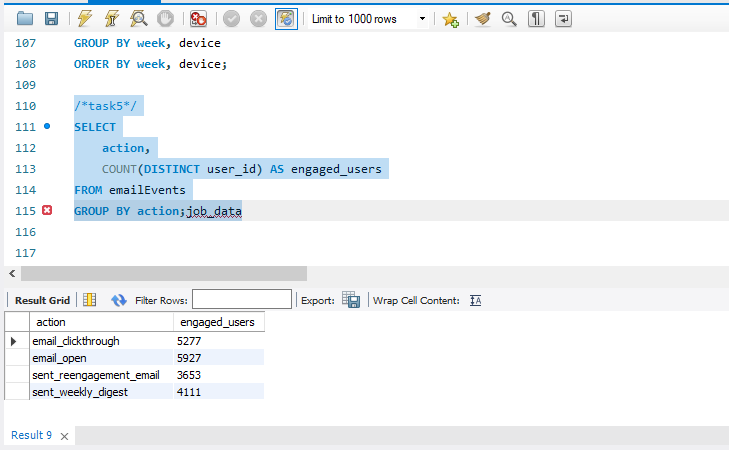 Limit to 1000 rows
107 GROUP BY week, device
108 ORDER BY week, device;
109
110 /*task5*/
111 SELECT
112 action,
113 COUNT(DISTINCT user_id) AS engaged_users
114 FROM emailEvents
115 GROUP BY action;job_data
116
117
Result Grid Filter Rows: Export: Wrap Cell Content:
action engaged_users
email_clickthrough 5277
email_open 5927
sent_reengagement_email 3653
sent_weekly_digest 4111
Result 9